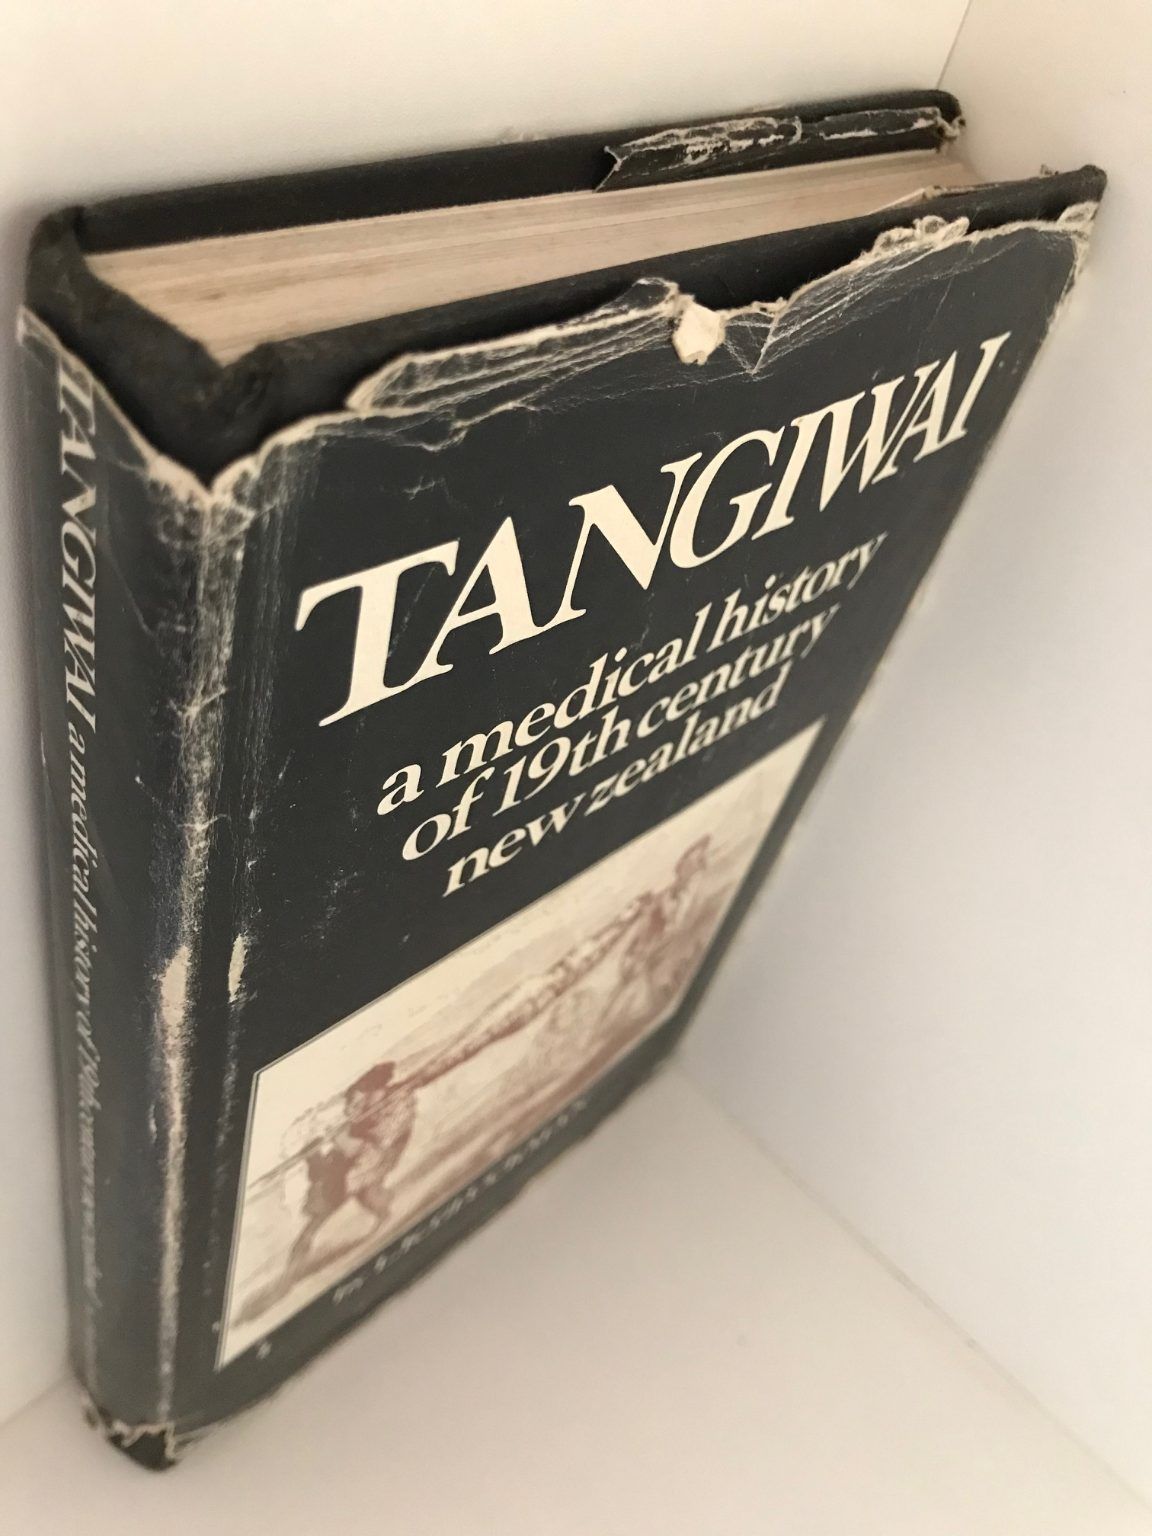 TANGIWAI
a medical history
of 19th century
new zealand
TANGIWAI a medical history of 19th century new zealand